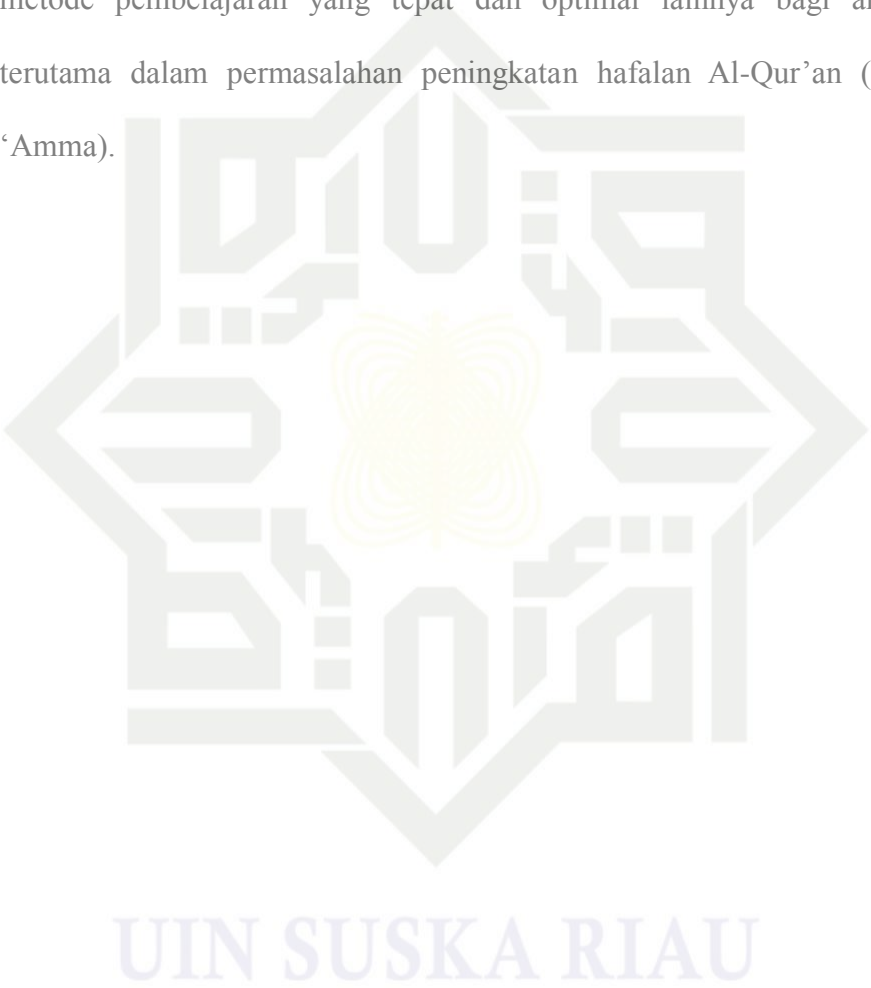 metode pembelajaran yang tepat dan optimal lainnya bagi
terutama dalam permasalahan peningkatan hafalan Al-Qur’an (
‘Amma).
UIN SUSKA RIAU